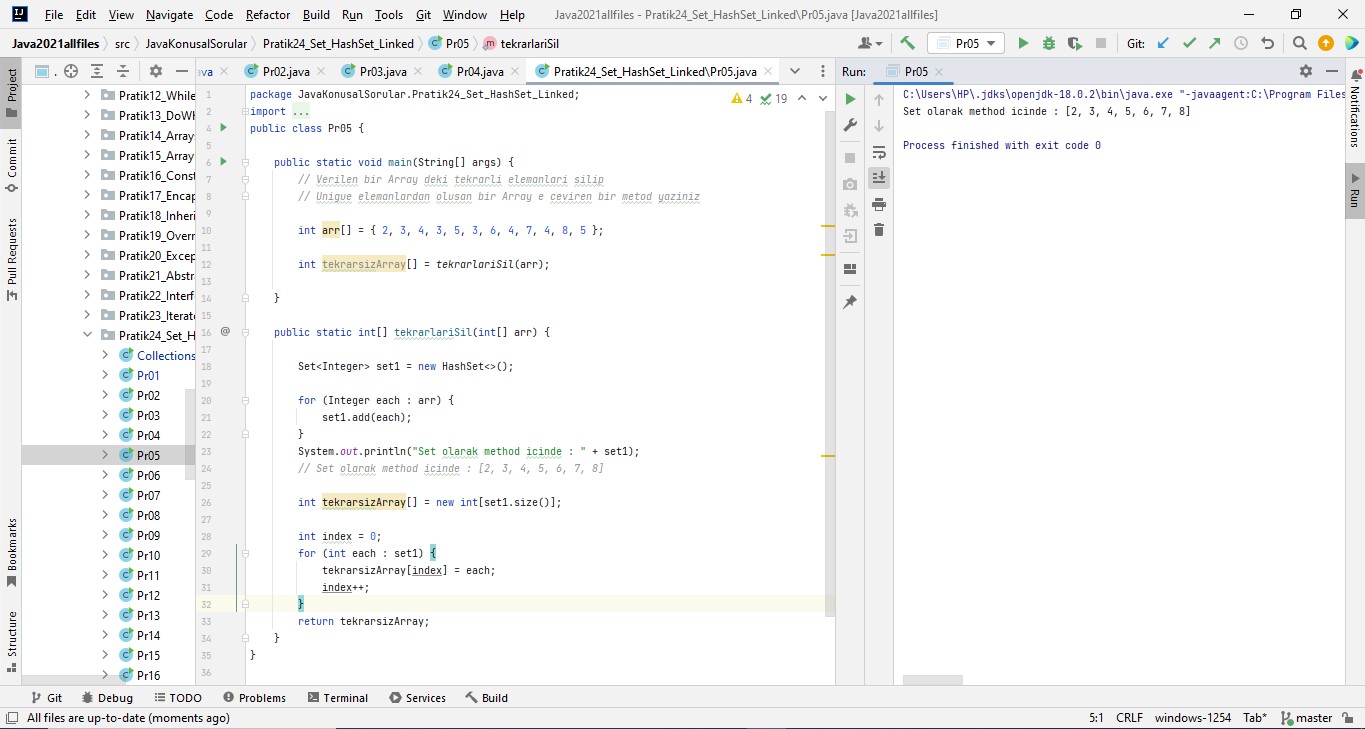 File Edit View Navigate Code Refactor Build Run Tools Git Window Help Java2021allfiles - Pratik24_Set_HashSet_Linked\Pr05.java [Java2021allfiles]
Java2021allfiles src JavaKonusalSorular Pratik24_Set_HashSet_Linked Pr05 tekrarlariSil Pr05 Git:
Project
Commit
Pull Requests
Bookmarks
Structure
Pratik12_While
Pratik13_DoWh
Pratik14_Array
Pratik15_Array
Pratik16_Const
Pratik17_Encap
Pratik18_Inheri
Pratik19_Overr
Pratik20_Excep
Pratik21_Abstr
Pratik22_Interf
Pratik23_Iterato
Pratik24_Set_H
Collections
Pr01
Pr02
Pr03
Pr04
Pr05
Pr06
Pr07
Pr08
Pr09
Pr10
Pr11
Pr12
Pr13
Pr14
Pr15
Pr16
ava Pr02.java Pr03.java Pr04.java Pratik24_Set_HashSet_Linked\Pr05.java
4 19
1 package JavaKonusalSorular.Pratik24_Set_HashSet_Linked;
2 import ...
4 public class Pr05 {
5
6 public static void main(String[] args) {
7 // Verilen bir Array deki tekrarli elemanlari silip
8 // Unigue elemanlardan olusan bir Array e ceviren bir metod yaziniz
9
10 int arr[] = { 2, 3, 4, 3, 5, 3, 6, 4, 7, 4, 8, 5 };
11
12 int tekrarsizArray[] = tekrarlariSil(arr);
13
14 }
15
16 @ public static int[] tekrarlariSil(int[] arr) {
17
18 Set<Integer> set1 = new HashSet<>();
19
20 for (Integer each : arr) {
21 set1.add(each);
22 }
23 System.out.println("Set olarak method icinde : " + set1);
24 // Set olarak method icinde : [2, 3, 4, 5, 6, 7, 8]
25
26 int tekrarsizArray[] = new int[set1.size()];
27
28 int index = 0;
29 for (int each : set1) {
30 tekrarsizArray[index] = each;
31 index++;
32 }
33 return tekrarsizArray;
34 }
35 }
36
Run: Pr05
C:\Users\HP\.jdks\openjdk-18.0.2\bin\java.exe "-javaagent:C:\Program Files
Set olarak method icinde : [2, 3, 4, 5, 6, 7, 8]
Process finished with exit code 0
Notifications
Run
Git Debug TODO Problems Terminal Services Build
All files are up-to-date (moments ago) 5:1 CRLF windows-1254 Tab* master